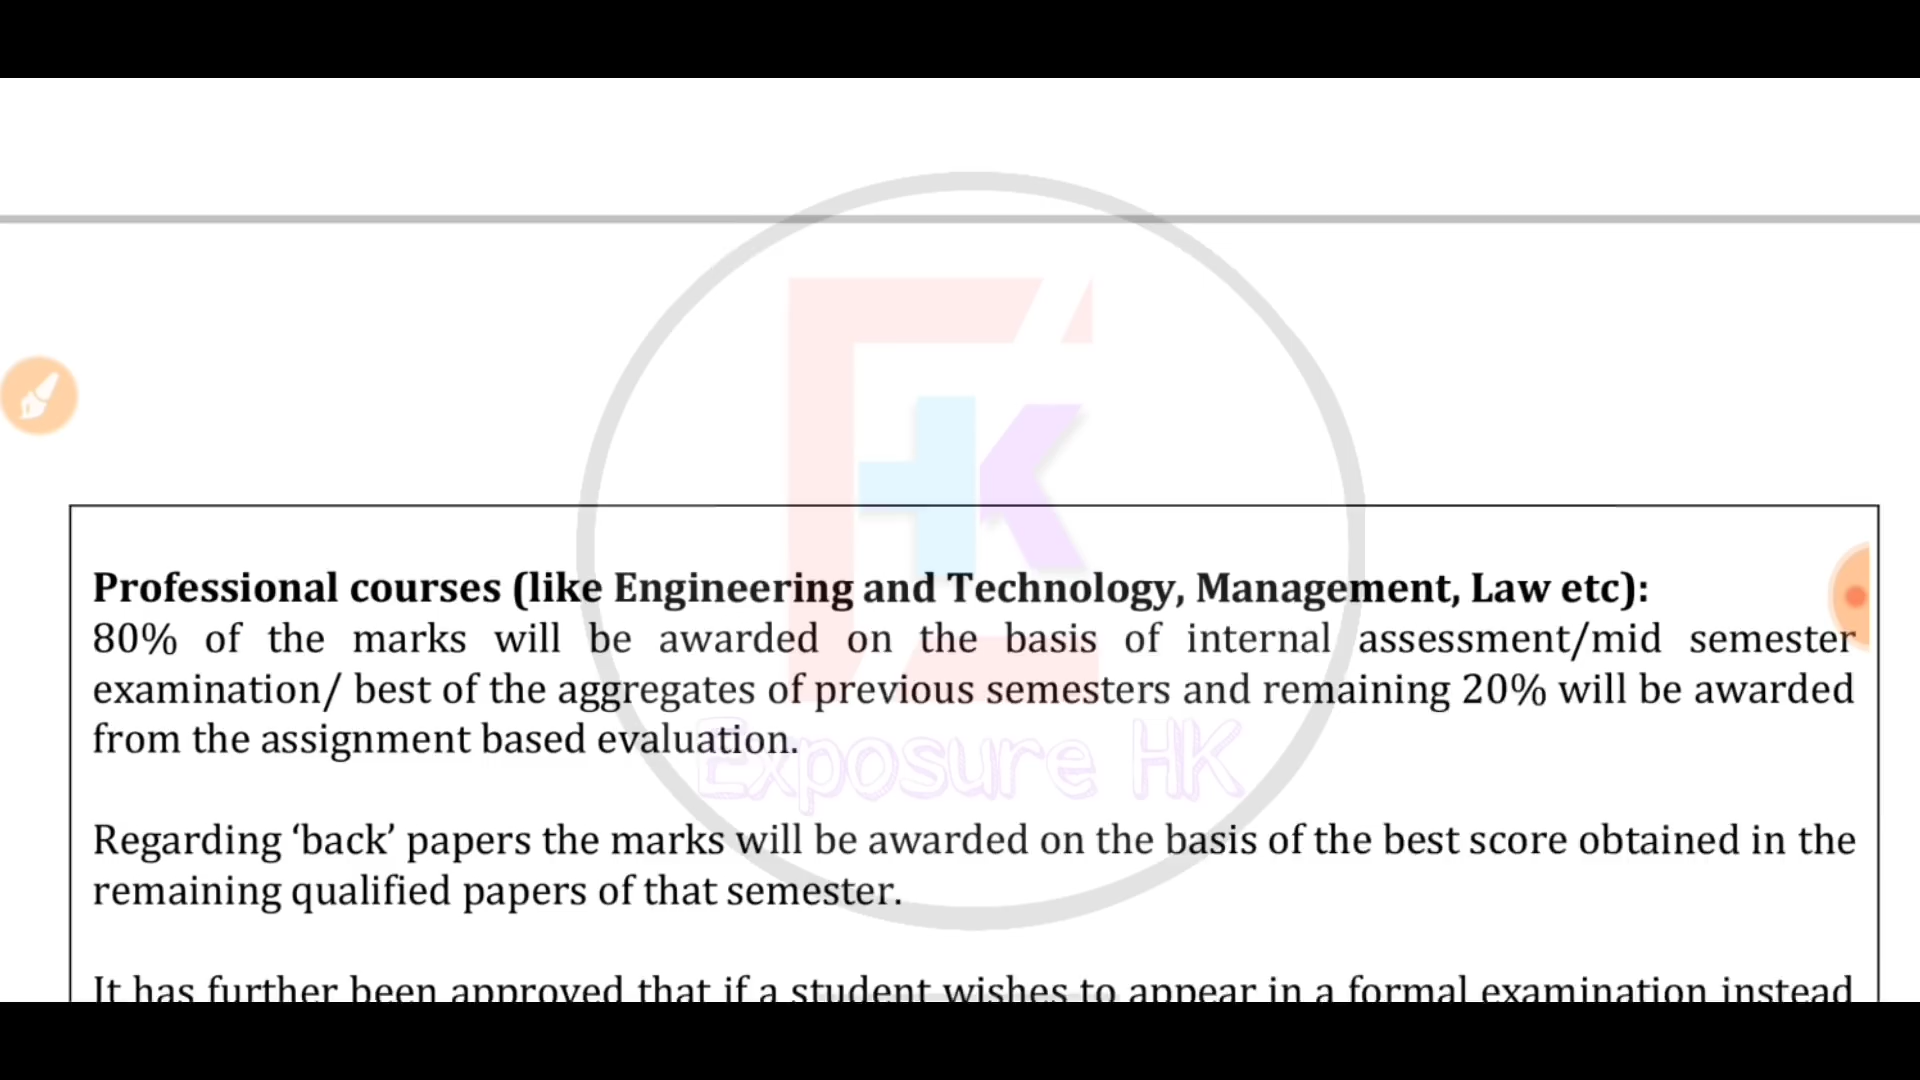 Professional courses (like Engineering and Technology, Management, Law etc):
80% of the marks will be awarded on the basis of internal assessment/mid semester
examination/ best of the aggregates of previous semesters and remaining 20% will be awarded
from the assignment based evaluation.
Exposure HK
Regarding ‘back’ papers the marks will be awarded on the basis of the best score obtained in the
remaining qualified papers of that semester.
It has further been approved that if a student wishes to appear in a formal examination instead